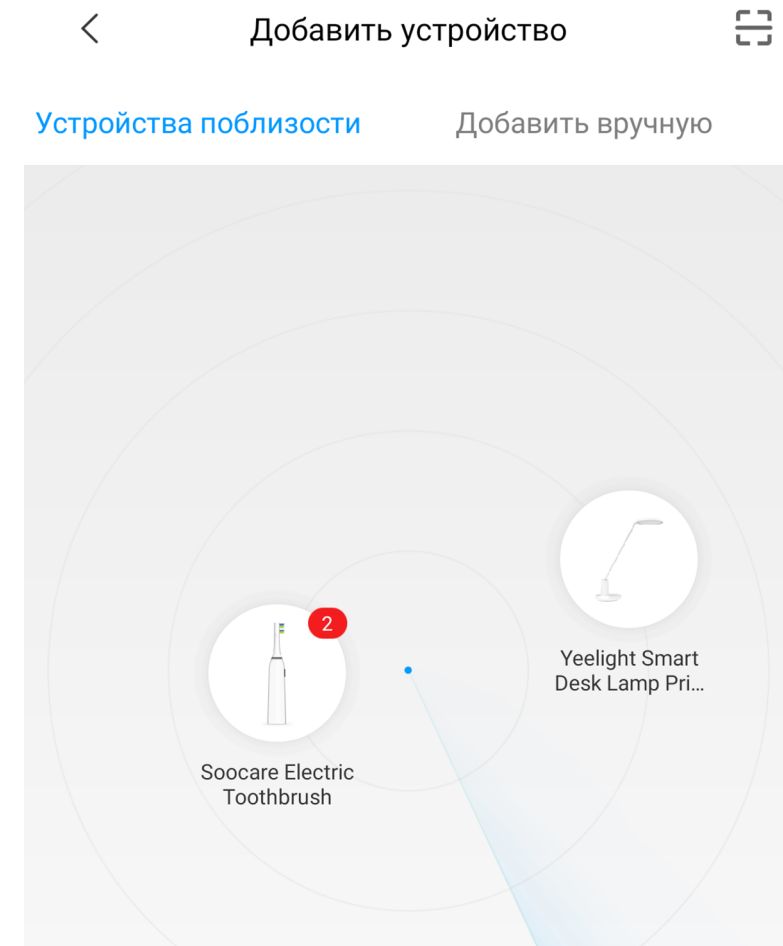 Добавить устройство
Устройства поблизости
Добавить вручную
Yeelight Smart
Desk Lamp Pri...
2
Soocare Electric
Toothbrush